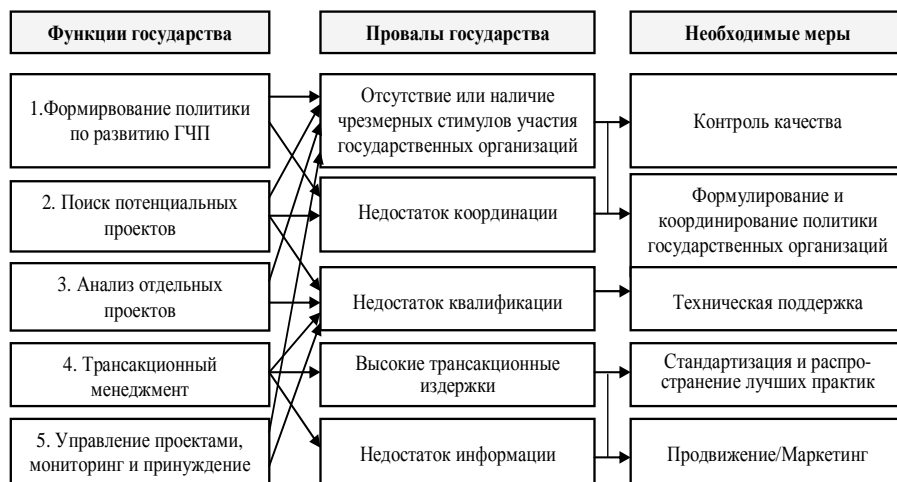 Функции государства
Провалы государства
Необходимые меры
1.Формирвование политики
по развитию ГЧП
Отсутствие или наличие
чрезмерных стимулов участия
государственных организаций
Контроль качества
2. Поиск потенциальных
проектов
Недостаток координации
Формулирование и
координирование политики
государственных организаций
3. Анализ отдельных
проектов
Недостаток квалификации
Техническая поддержка
4. Трансакционный
менеджмент
Высокие трансакционные
издержки
Стандартизация и распро-
странение лучших практик
5. Управление проектами,
мониторинг и принуждение
Недостаток информации
Продвижение/Маркетинг